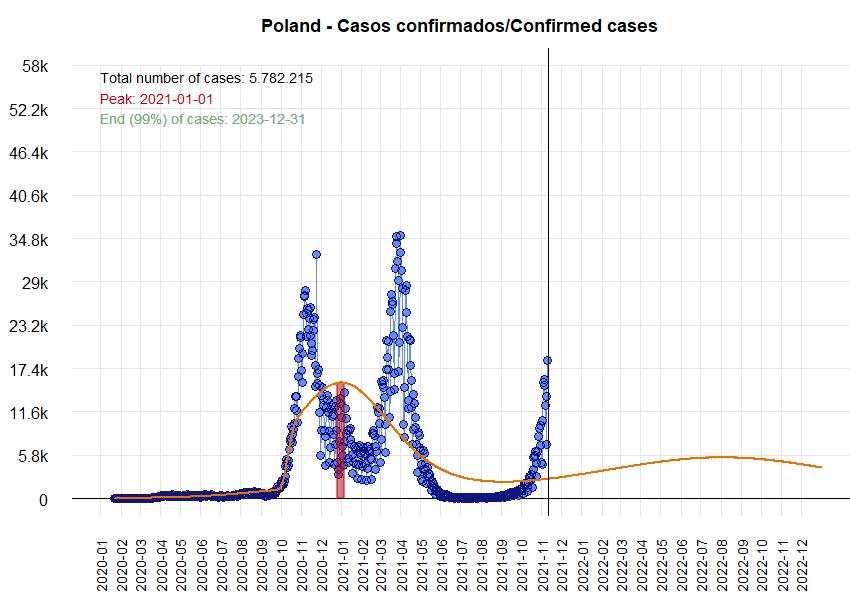 Poland - Casos confirmados/Confirmed cases
58k
Total number of cases: 5.782.215
Peak: 2021-01-01
End (99%) of cases: 2023-12-31
52.2k
46.4k
40.6k
34.8k
29k
23.2k
17.4k
11.6k
5.8k
0
2020-01
2020-02
2020-03
2020-04
2020-05
2020-06
2020-07
2020-08
2020-09
2020-10
2020-11
2020-12
2021-01
2021-02
2021-03
2021-04
2021-05
2021-06
2021-07
2021-08
2021-09
2021-10
2021-11
2021-12
2022-01
2022-02
2022-03
2022-04
2022-05
2022-06
2022-07
2022-08
2022-09
2022-10
2022-11
2022-12